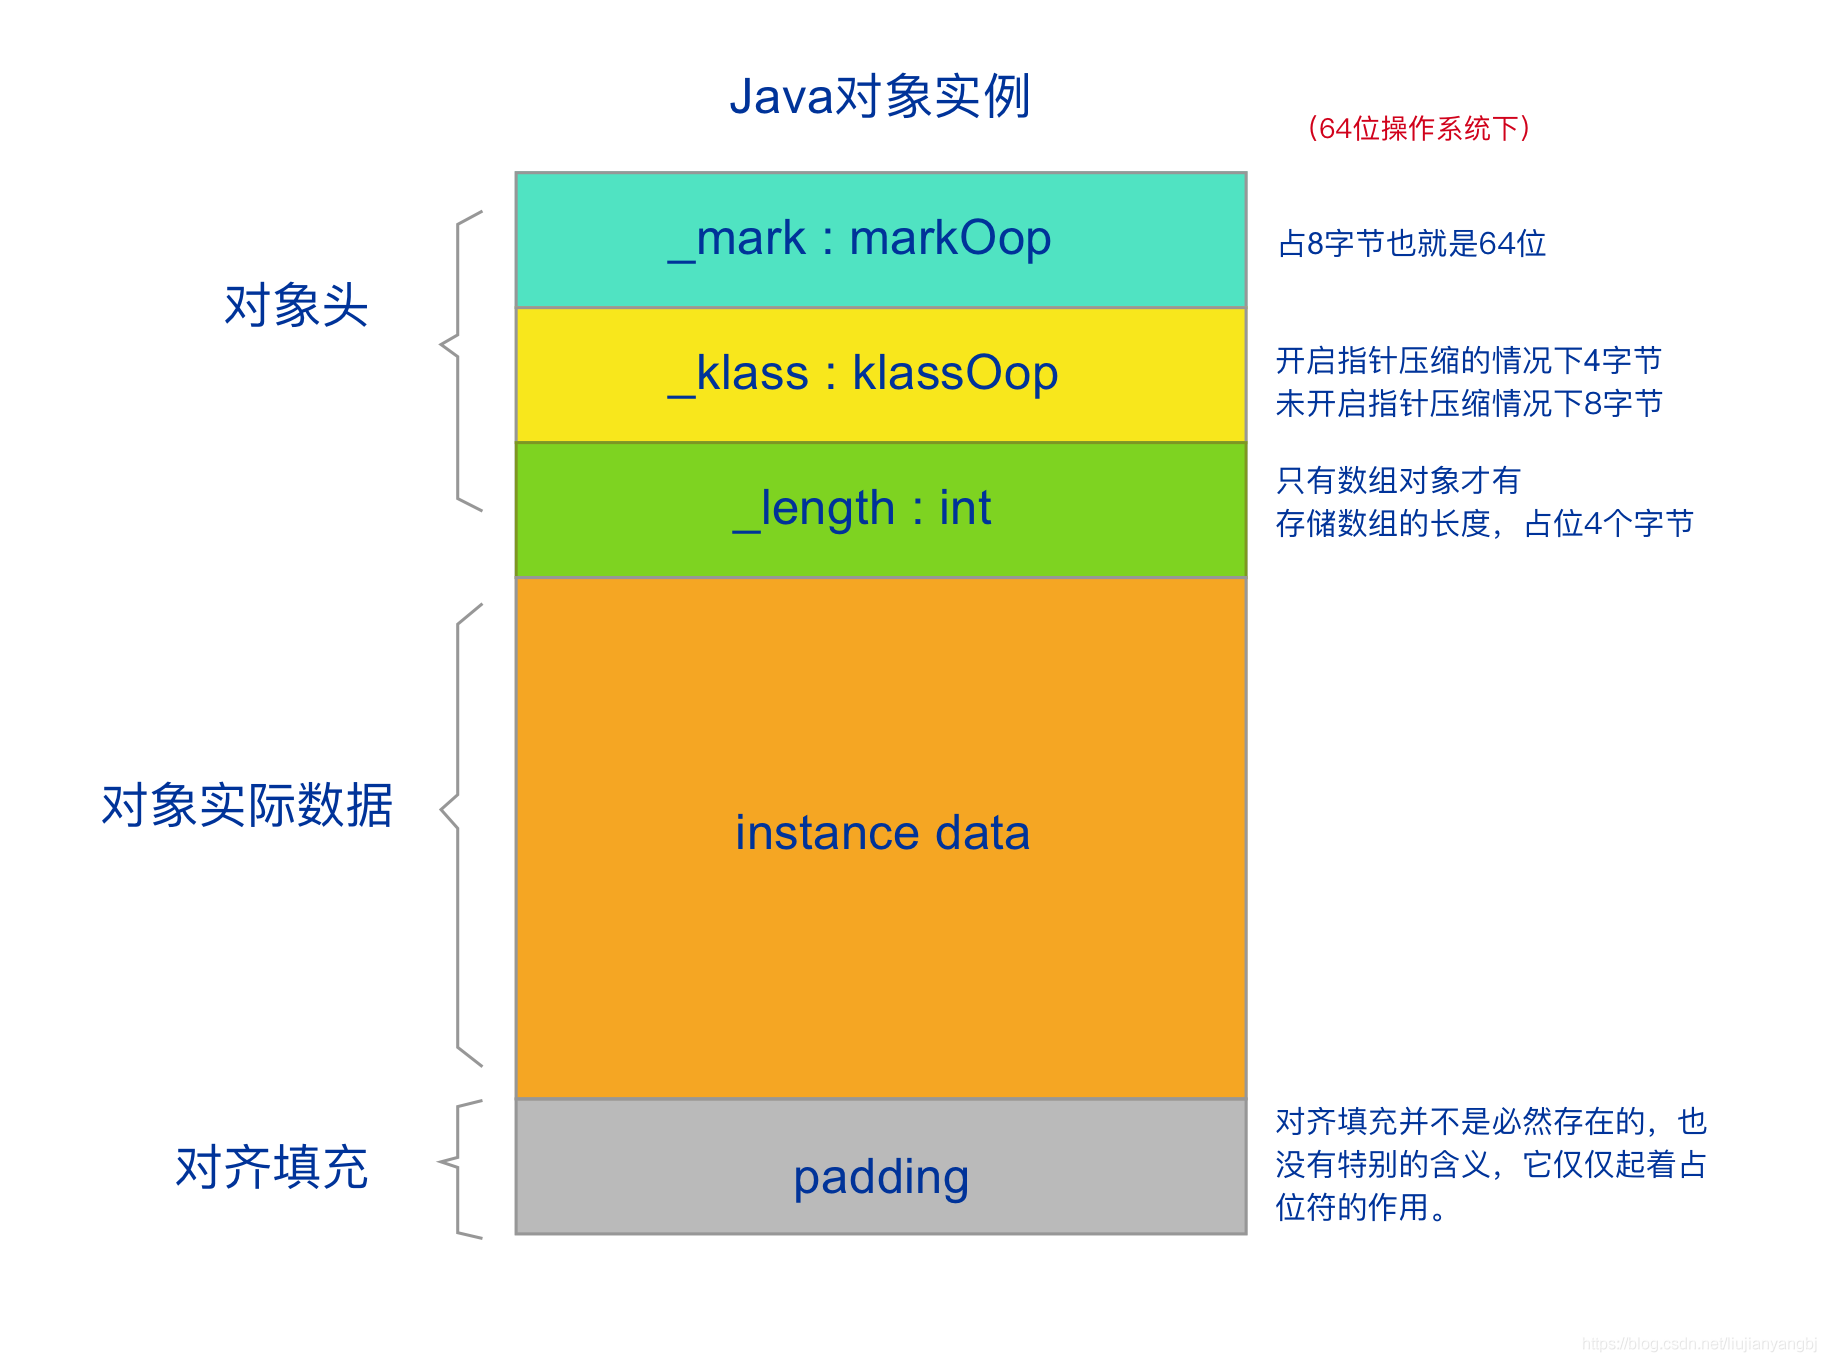 Java对象实例
（64位操作系统下）
对象头
_mark : markOop
占8字节也就是64位
_klass : klassOop
开启指针压缩的情况下4字节
未开启指针压缩情况下8字节
_length : int
只有数组对象才有
存储数组的长度，占位4个字节
对象实际数据
instance data
对齐填充
padding
对齐填充并不是必然存在的，也
没有特别的含义，它仅仅起着占
位符的作用。
https://blog.csdn.net/liujianyangbj